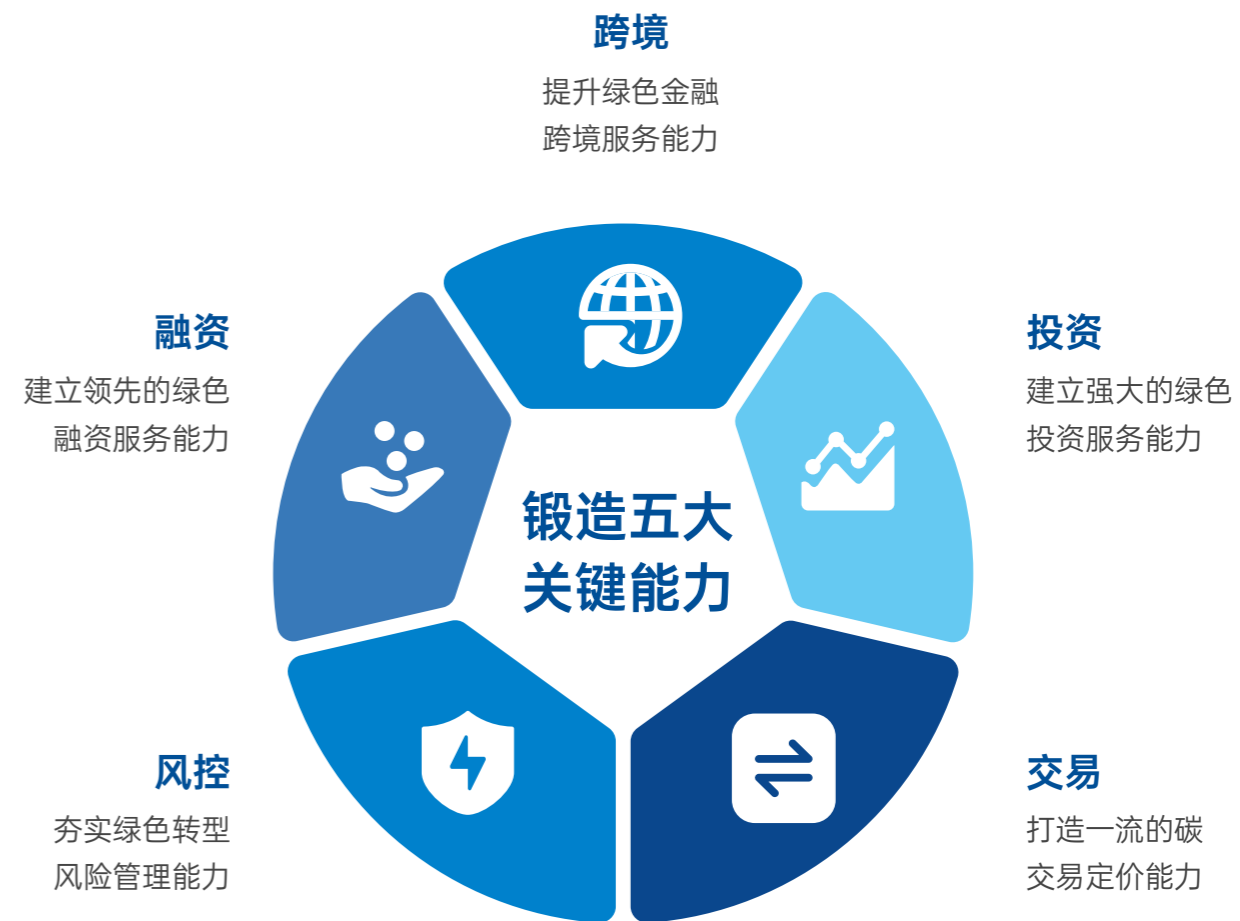 跨境
提升绿色金融
跨境服务能力
融资
建立领先的绿色
融资服务能力
投资
建立强大的绿色
投资服务能力
锻造五大
关键能力
风控
夯实绿色转型
风险管理能力
交易
打造一流的碳
交易定价能力